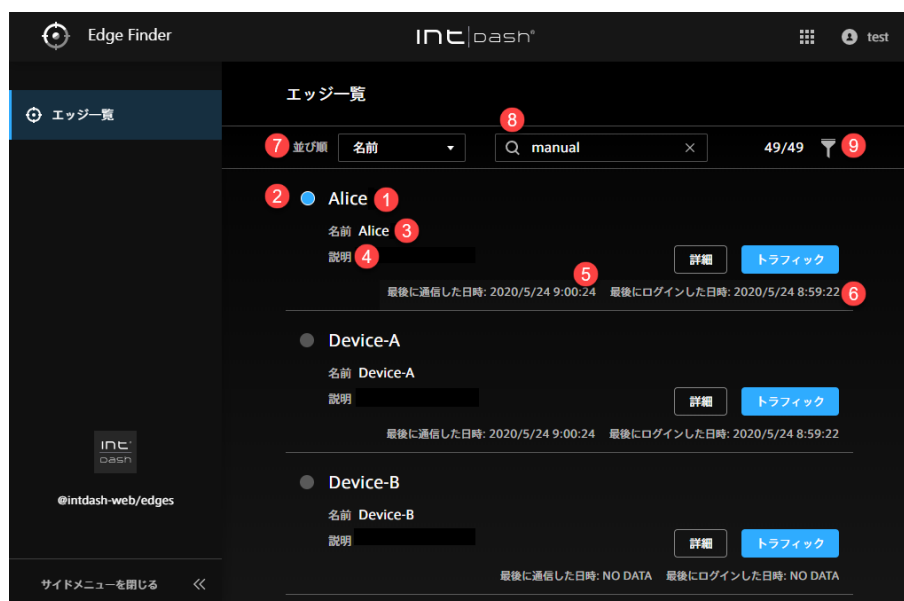 Edge Finder
intdash
test
エッジ一覧
エッジ一覧
8
7 並び順 名前 manual 49/49 9
2 Alice 1
名前 Alice 3
説明 4
詳細 トラフィック
5
最後に通信した日時: 2020/5/24 9:00:24 最後にログインした日時: 2020/5/24 8:59:22 6
Device-A
名前 Device-A
説明
詳細 トラフィック
最後に通信した日時: 2020/5/24 9:00:24 最後にログインした日時: 2020/5/24 8:59:22
intdash
@intdash-web/edges
Device-B
名前 Device-B
説明
詳細 トラフィック
最後に通信した日時: NO DATA 最後にログインした日時: NO DATA
サイドメニューを閉じる